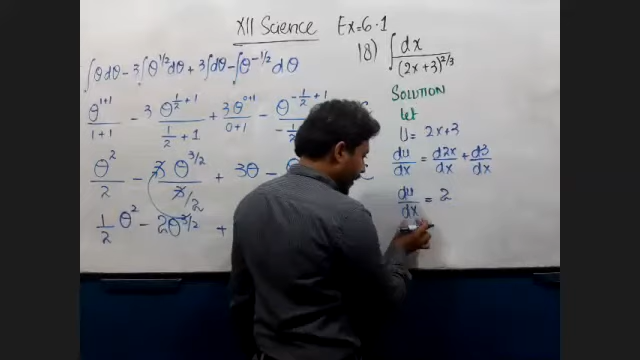 XII Science Ex=6.1
∫θdθ - 3∫θ^1/2 dθ + 3∫dθ - ∫θ^-1/2 dθ
θ^1+1/1+1 - 3 θ^1/2+1/1/2+1 + 3θ^0+1/0+1 - θ^-1/2+1/-1/2
θ^2/2 - 3 θ^3/2/3/2 + 3θ -
1/2 θ^2 - 2θ^3/2 +
18) ∫dx/(2x+3)^2/3
SOLUTION
let
U = 2x+3
du/dx = d2x/dx + d3/dx
du/dx = 2